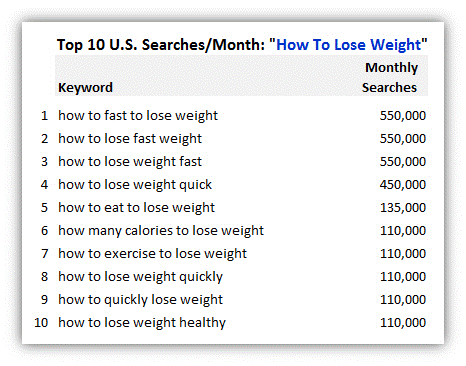 Top 10 U.S. Searches/Month: "How To Lose Weight"
Monthly
Keyword Searches
1 how to fast to lose weight 550,000
2 how to lose fast weight 550,000
3 how to lose weight fast 550,000
4 how to lose weight quick 450,000
5 how to eat to lose weight 135,000
6 how many calories to lose weight 110,000
7 how to exercise to lose weight 110,000
8 how to lose weight quickly 110,000
9 how to quickly lose weight 110,000
10 how to lose weight healthy 110,000